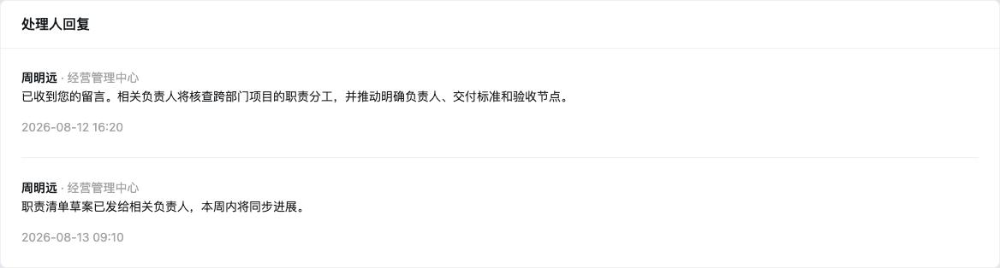 处理人回复
周明远 · 经营管理中心
已收到您的留言。相关负责人将核查跨部门项目的职责分工，并推动明确负责人、交付标准和验收节点。
2026-08-12 16:20
周明远 · 经营管理中心
职责清单草案已发给相关负责人，本周内将同步进展。
2026-08-13 09:10